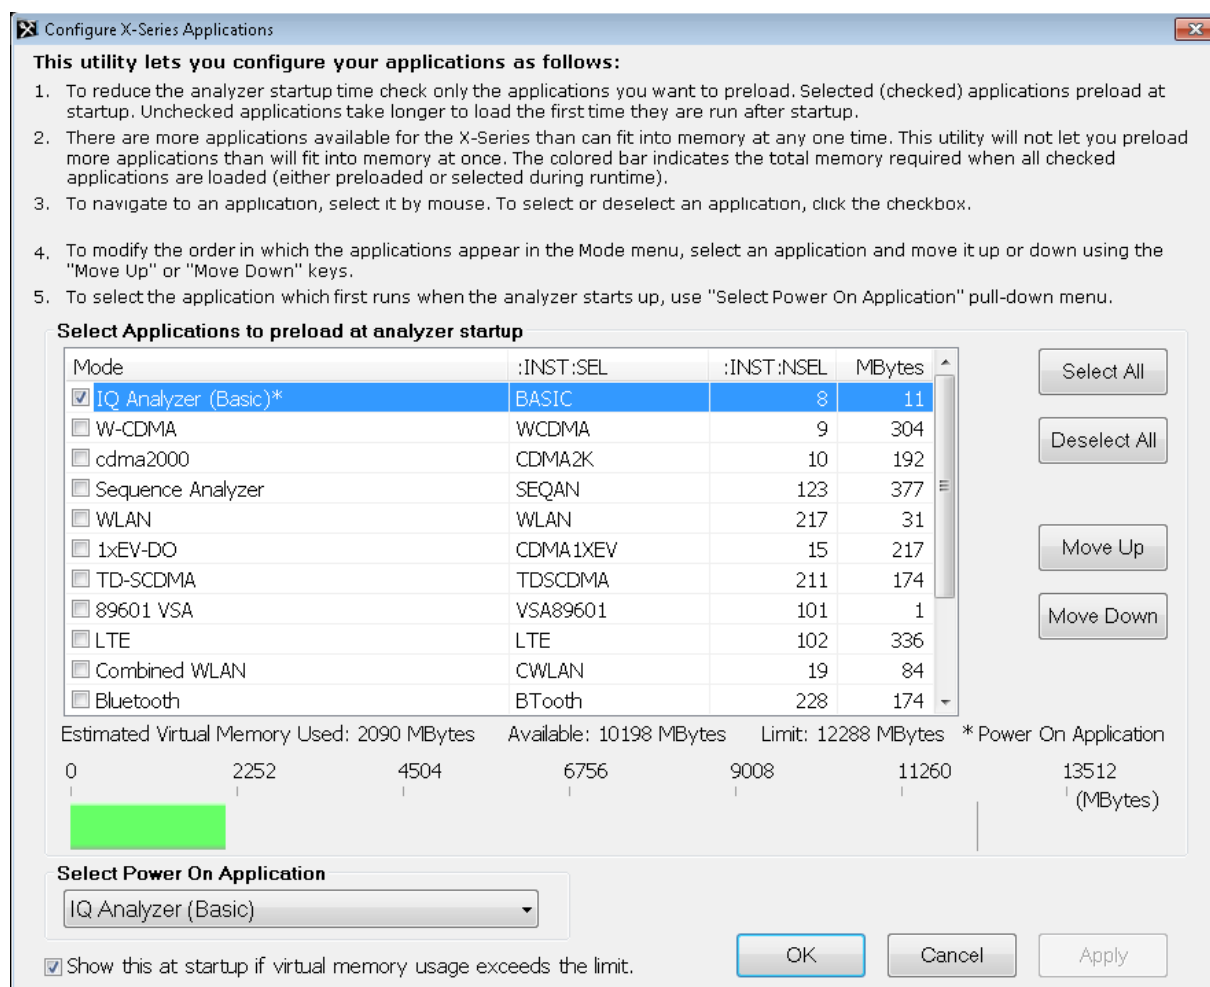 Configure X-Series Applications
This utility lets you configure your applications as follows:
1. To reduce the analyzer startup time check only the applications you want to preload. Selected (checked) applications preload at
startup. Unchecked applications take longer to load the first time they are run after startup.
2. There are more applications available for the X-Series than can fit into memory at any one time. This utility will not let you preload
more applications than will fit into memory at once. The colored bar indicates the total memory required when all checked
applications are loaded (either preloaded or selected during runtime).
3. To navigate to an application, select it by mouse. To select or deselect an application, click the checkbox.
4. To modify the order in which the applications appear in the Mode menu, select an application and move it up or down using the
"Move Up" or "Move Down" keys.
5. To select the application which first runs when the analyzer starts up, use "Select Power On Application" pull-down menu.
Select Applications to preload at analyzer startup
Mode :INST:SEL :INST:NSEL MBytes
IQ Analyzer (Basic)* BASIC 8 11
W-CDMA WCDMA 9 304
cdma2000 CDMA2K 10 192
Sequence Analyzer SEQAN 123 377
WLAN WLAN 217 31
1xEV-DO CDMA1XEV 15 217
TD-SCDMA TDSCDMA 211 174
89601 VSA VSA89601 101 1
LTE LTE 102 336
Combined WLAN CWLAN 19 84
Bluetooth BTooth 228 174
Select All
Deselect All
Move Up
Move Down
Estimated Virtual Memory Used: 2090 MBytes Available: 10198 MBytes Limit: 12288 MBytes * Power On Application
0 2252 4504 6756 9008 11260 13512
(MBytes)
Select Power On Application
IQ Analyzer (Basic)
Show this at startup if virtual memory usage exceeds the limit.
OK Cancel Apply